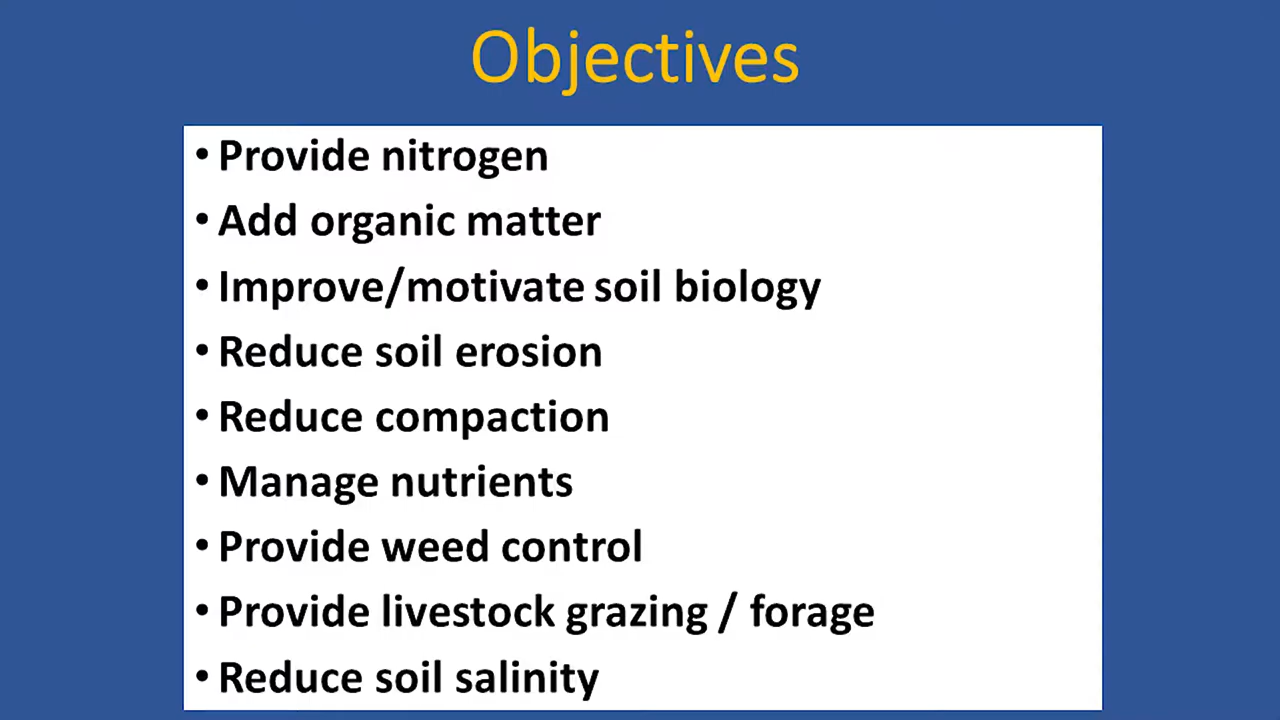 Objectives
• Provide nitrogen
• Add organic matter
• Improve/motivate soil biology
• Reduce soil erosion
• Reduce compaction
• Manage nutrients
• Provide weed control
• Provide livestock grazing / forage
• Reduce soil salinity